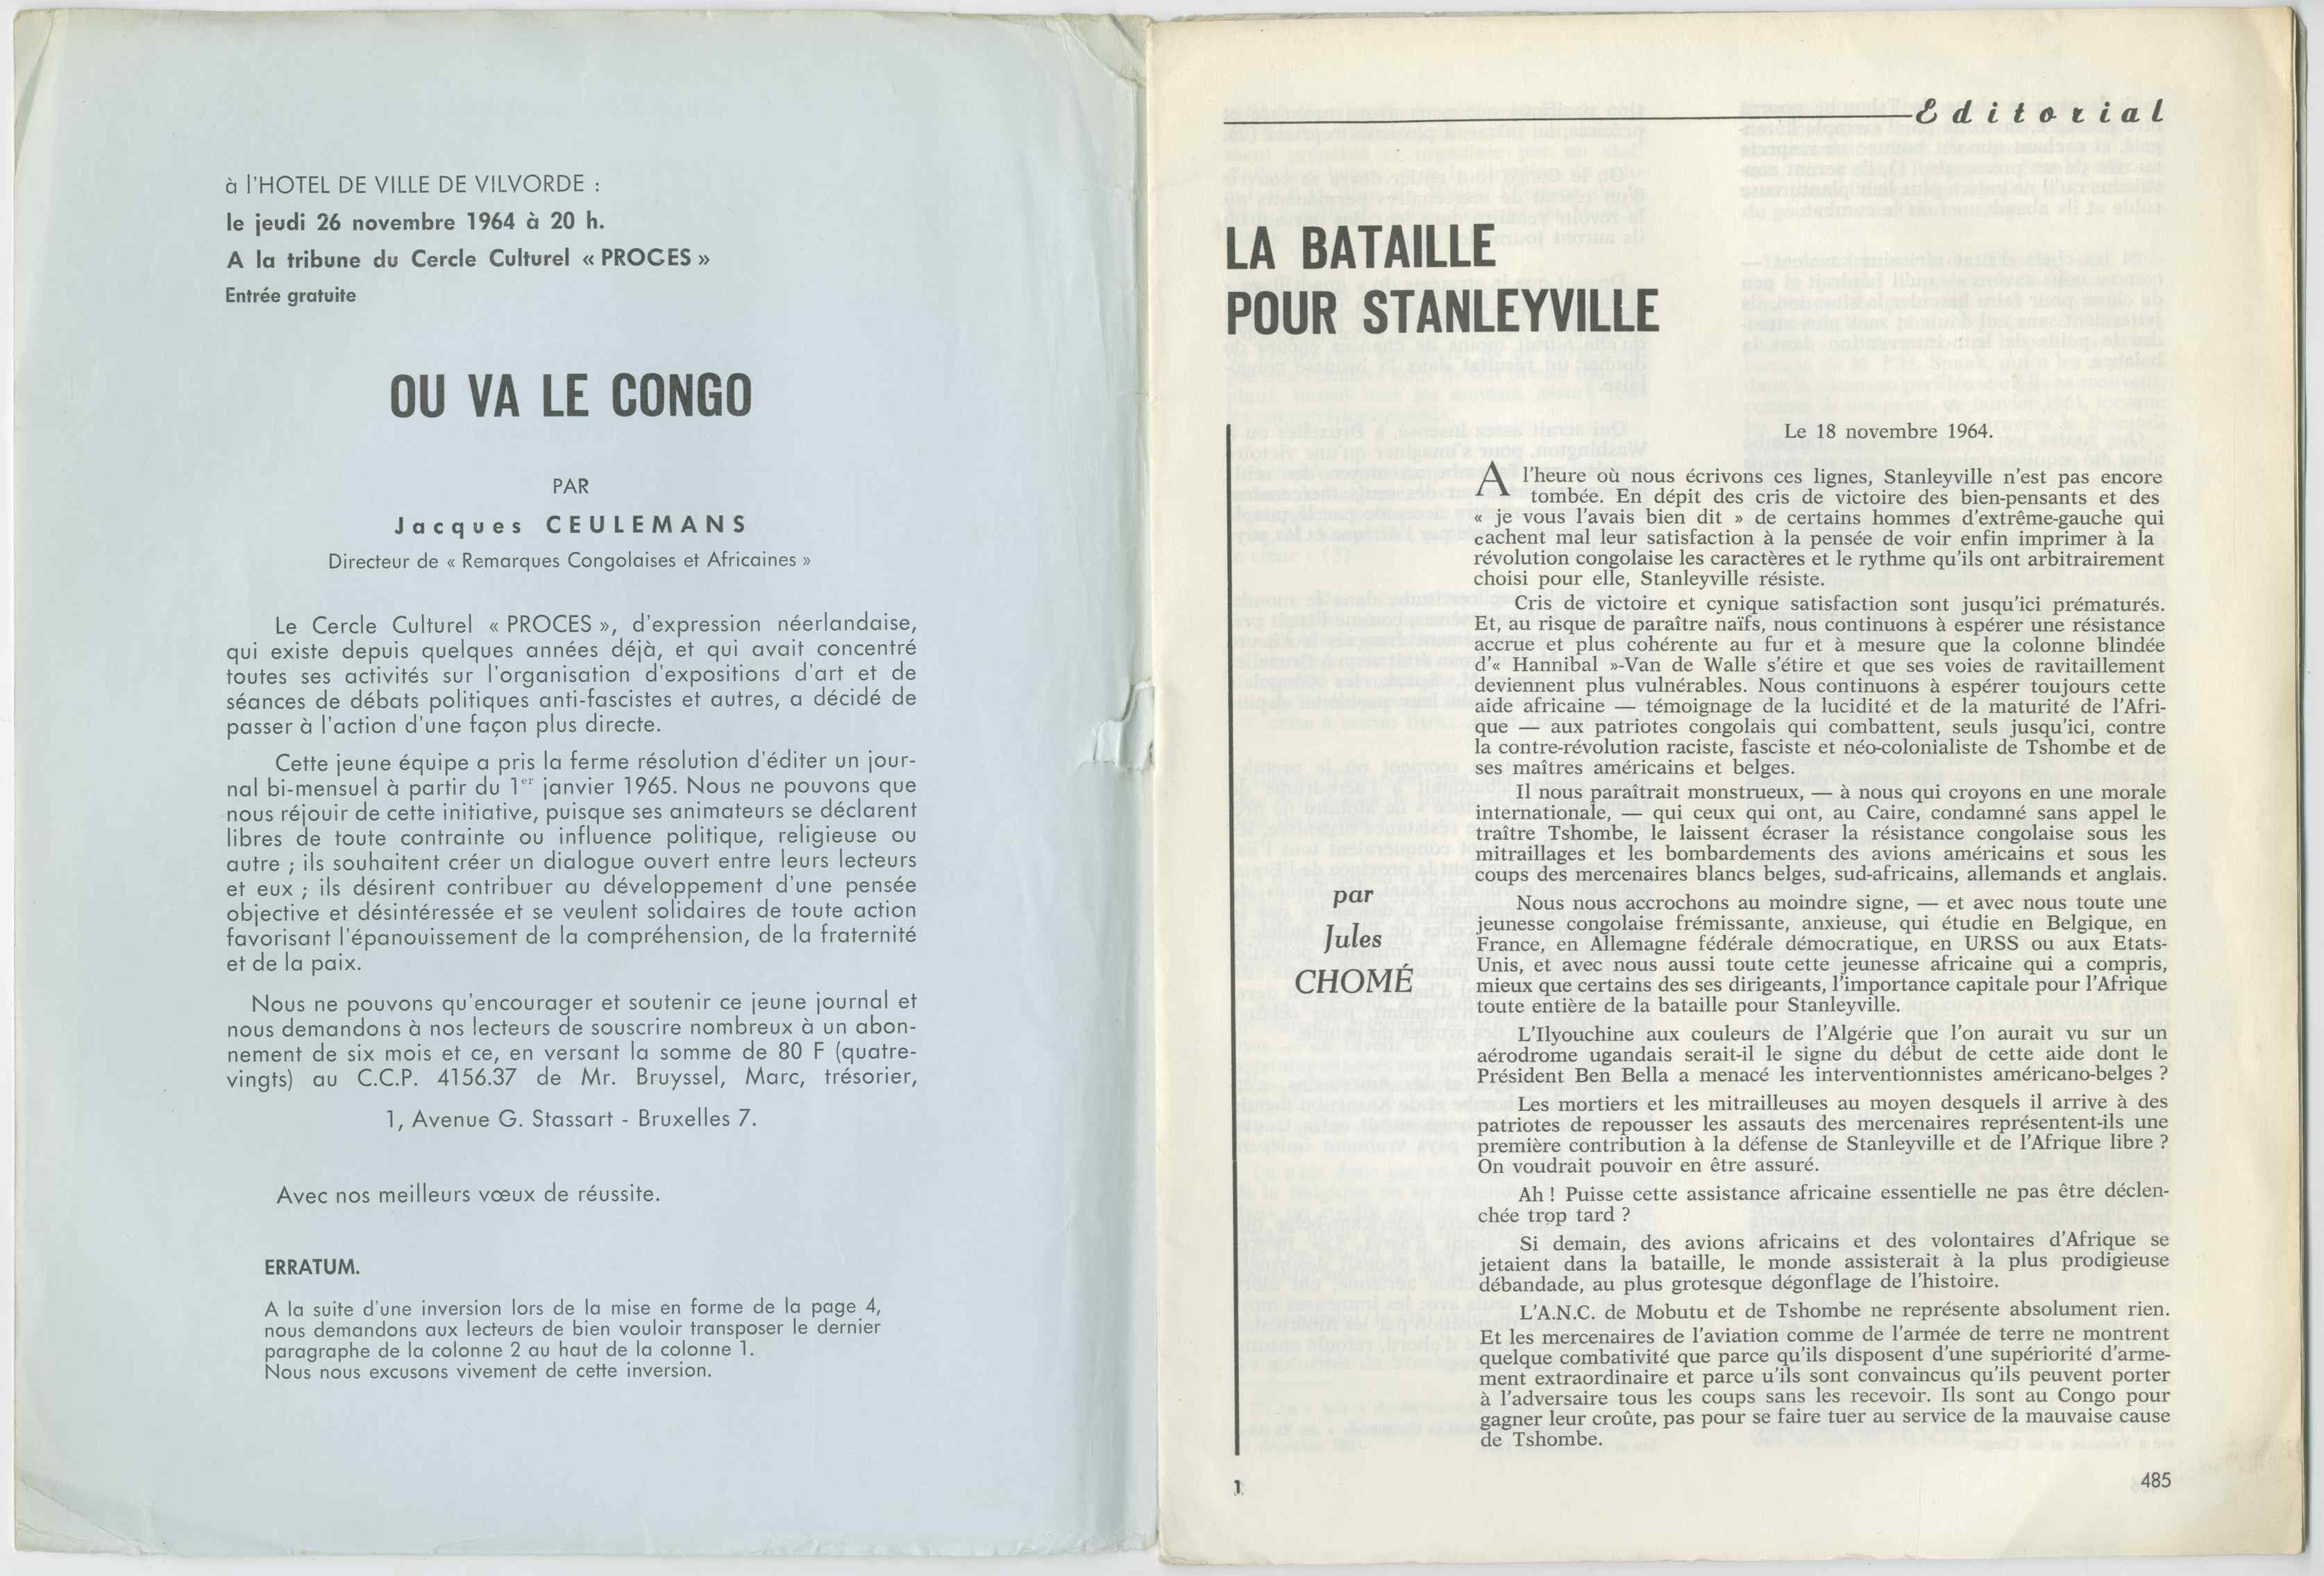 à l'HOTEL DE VILLE DE VILVORDE :
le jeudi 26 novembre 1964 à 20 h.
A la tribune du Cercle Culturel « PROCES »
Entrée gratuite
OU VA LE CONGO
PAR
Jacques CEULEMANS
Directeur de « Remarques Congolaises et Africaines »
Le Cercle Culturel « PROCES », d'expression néerlandaise,
qui existe depuis quelques années déjà, et qui avait concentré
toutes ses activités sur l'organisation d'expositions d'art et de
séances de débats politiques anti-fascistes et autres, a décidé de
passer à l'action d'une façon plus directe.
Cette jeune équipe a pris la ferme résolution d'éditer un jour-
nal bi-mensuel à partir du 1er janvier 1965. Nous ne pouvons que
nous réjouir de cette initiative, puisque ses animateurs se déclarent
libres de toute contrainte ou influence politique, religieuse ou
autre ; ils souhaitent créer un dialogue ouvert entre leurs lecteurs
et eux ; ils désirent contribuer au développement d'une pensée
objective et désintéressée et se veulent solidaires de toute action
favorisant l'épanouissement de la compréhension, de la fraternité
et de la paix.
Nous ne pouvons qu'encourager et soutenir ce jeune journal et
nous demandons à nos lecteurs de souscrire nombreux à un abon-
nement de six mois et ce, en versant la somme de 80 F (quatre-
vingts) au C.C.P. 4156.37 de Mr. Bruyssel, Marc, trésorier,
1, Avenue G. Stassart - Bruxelles 7.
Avec nos meilleurs vœux de réussite.
ERRATUM.
A la suite d'une inversion lors de la mise en forme de la page 4,
nous demandons aux lecteurs de bien vouloir transposer le dernier
paragraphe de la colonne 2 au haut de la colonne 1.
Nous nous excusons vivement de cette inversion.
Editorial
LA BATAILLE
POUR STANLEYVILLE
par
Jules
CHOMÉ
Le 18 novembre 1964.
A l'heure où nous écrivons ces lignes, Stanleyville n'est pas encore
tombée. En dépit des cris de victoire des bien-pensants et des
« je vous l'avais bien dit » de certains hommes d'extrême-gauche qui
cachent mal leur satisfaction à la pensée de voir enfin imprimer à la
révolution congolaise les caractères et le rythme qu'ils ont arbitrairement
choisi pour elle, Stanleyville résiste.
Cris de victoire et cynique satisfaction sont jusqu'ici prématurés.
Et, au risque de paraître naïfs, nous continuons à espérer une résistance
accrue et plus cohérente au fur et à mesure que la colonne blindée
d'« Hannibal »-Van de Walle s'étire et que ses voies de ravitaillement
deviennent plus vulnérables. Nous continuons à espérer toujours cette
aide africaine — témoignage de la lucidité et de la maturité de l'Afri-
que — aux patriotes congolais qui combattent, seuls jusqu'ici, contre
la contre-révolution raciste, fasciste et néo-colonialiste de Tshombe et de
ses maîtres américains et belges.
Il nous paraîtrait monstrueux, — à nous qui croyons en une morale
internationale, — qui ceux qui ont, au Caire, condamné sans appel le
traître Tshombe, le laissent écraser la résistance congolaise sous les
mitraillages et les bombardements des avions américains et sous les
coups des mercenaires blancs belges, sud-africains, allemands et anglais.
Nous nous accrochons au moindre signe, — et avec nous toute une
jeunesse congolaise frémissante, anxieuse, qui étudie en Belgique, en
France, en Allemagne fédérale démocratique, en URSS ou aux Etats-
Unis, et avec nous aussi toute cette jeunesse africaine qui a compris,
mieux que certains des ses dirigeants, l'importance capitale pour l'Afrique
toute entière de la bataille pour Stanleyville.
L'Ilyouchine aux couleurs de l'Algérie que l'on aurait vu sur un
aérodrome ugandais serait-il le signe du début de cette aide dont le
Président Ben Bella a menacé les interventionnistes américano-belges ?
Les mortiers et les mitrailleuses au moyen desquels il arrive à des
patriotes de repousser les assauts des mercenaires représentent-ils une
première contribution à la défense de Stanleyville et de l'Afrique libre ?
On voudrait pouvoir en être assuré.
Ah ! Puisse cette assistance africaine essentielle ne pas être déclen-
chée trop tard ?
Si demain, des avions africains et des volontaires d'Afrique se
jetaient dans la bataille, le monde assisterait à la plus prodigieuse
débandade, au plus grotesque dégonflage de l'histoire.
L'A.N.C. de Mobutu et de Tshombe ne représente absolument rien.
Et les mercenaires de l'aviation comme de l'armée de terre ne montrent
quelque combativité que parce qu'ils disposent d'une supériorité d'arme-
ment extraordinaire et parce u'ils sont convaincus qu'ils peuvent porter
à l'adversaire tous les coups sans les recevoir. Ils sont au Congo pour
gagner leur croûte, pas pour se faire tuer au service de la mauvaise cause
de Tshombe.
1
485